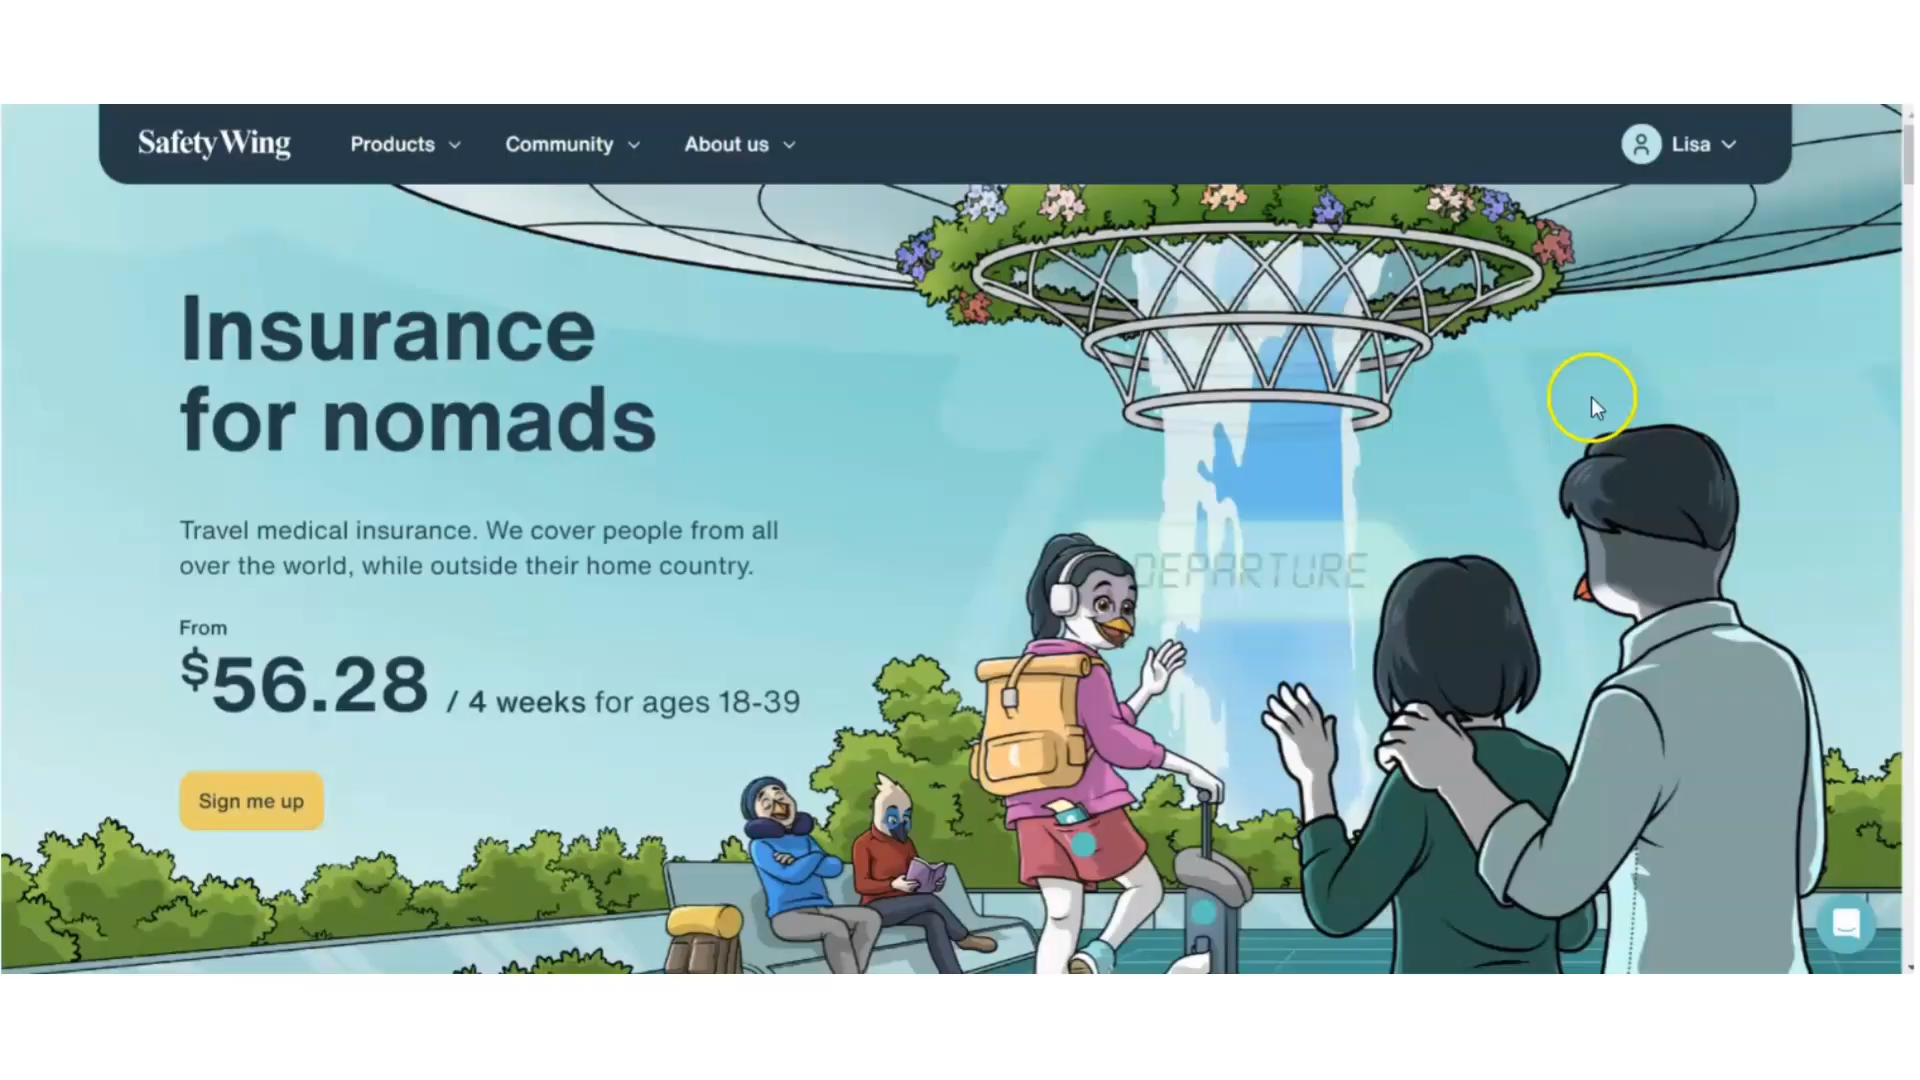 SafetyWing
Products
Community
About us
Lisa
Insurance
for nomads
Travel medical insurance. We cover people from all
over the world, while outside their home country.
From
$56.28 / 4 weeks for ages 18-39
Sign me up
DEPARTURE